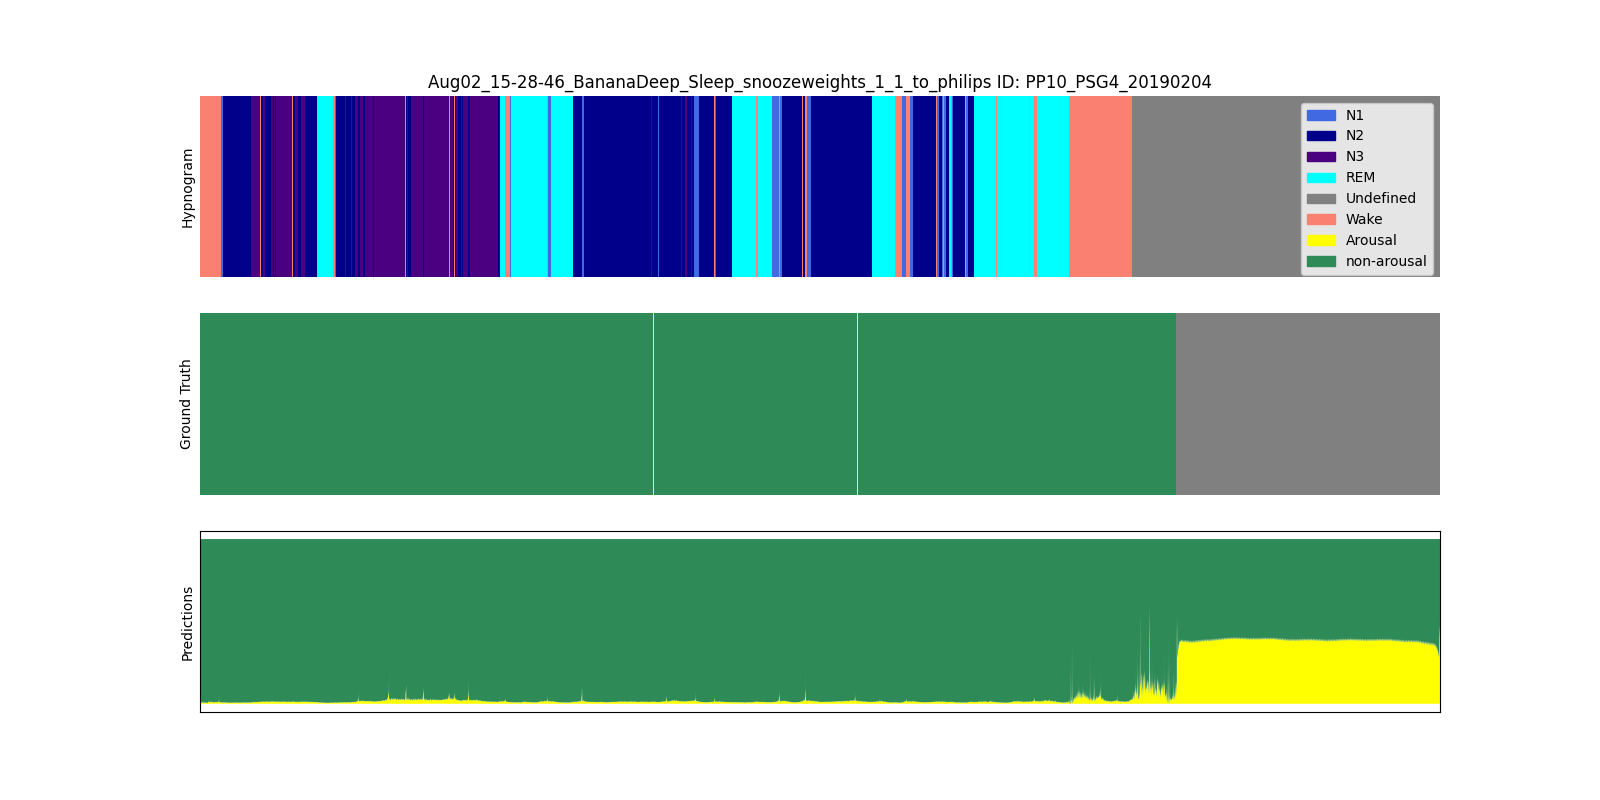 Aug02_15-28-46_BananaDeep_Sleep_snoozeweights_1_1_to_philips ID: PP10_PSG4_20190204
Hypnogram
N1
N2
N3
REM
Undefined
Wake
Arousal
non-arousal
Ground Truth
Predictions